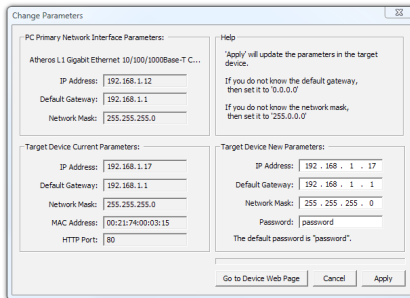 Change Parameters
PC Primary Network Interface Parameters:
Atheros L1 Gigabit Ethernet 10/100/1000Base-T C...
IP Address: 192.168.1.12
Default Gateway: 192.168.1.1
Network Mask: 255.255.255.0
Help
'Apply' will update the parameters in the target
device.
If you do not know the default gateway,
then set it to '0.0.0.0'
If you do not know the network mask,
then set it to '255.0.0.0'
Target Device Current Parameters:
IP Address: 192.168.1.17
Default Gateway: 192.168.1.1
Network Mask: 255.255.255.0
MAC Address: 00:21:74:00:03:15
HTTP Port: 80
Target Device New Parameters:
IP Address: 192 . 168 . 1 . 17
Default Gateway: 192 . 168 . 1 . 1
Network Mask: 255 . 255 . 255 . 0
Password: password
The default password is "password".
Go to Device Web Page
Cancel
Apply